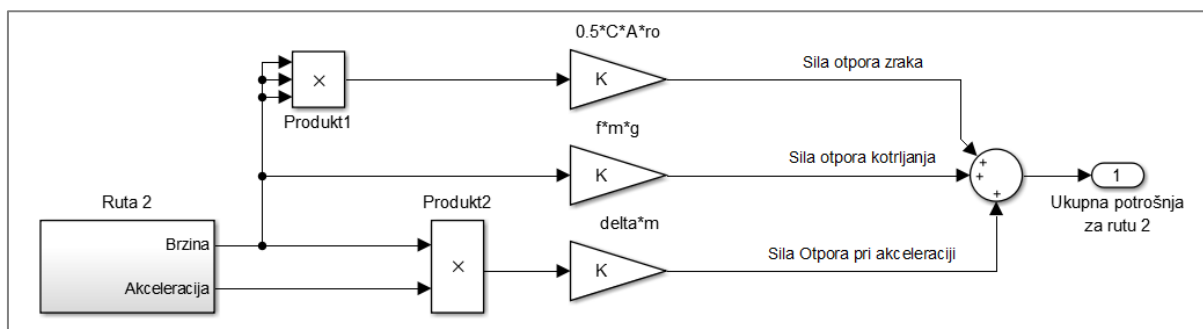 0.5*C*A*ro
Sila otpora zraka
×
K
Produkt1
f*m*g
Sila otpora kotrljanja
K
+
+
+
1
Ruta 2
Produkt2
delta*m
Ukupna potrošnja
za rutu 2
Brzina
Akceleracija
×
K
Sila Otpora pri akceleraciji